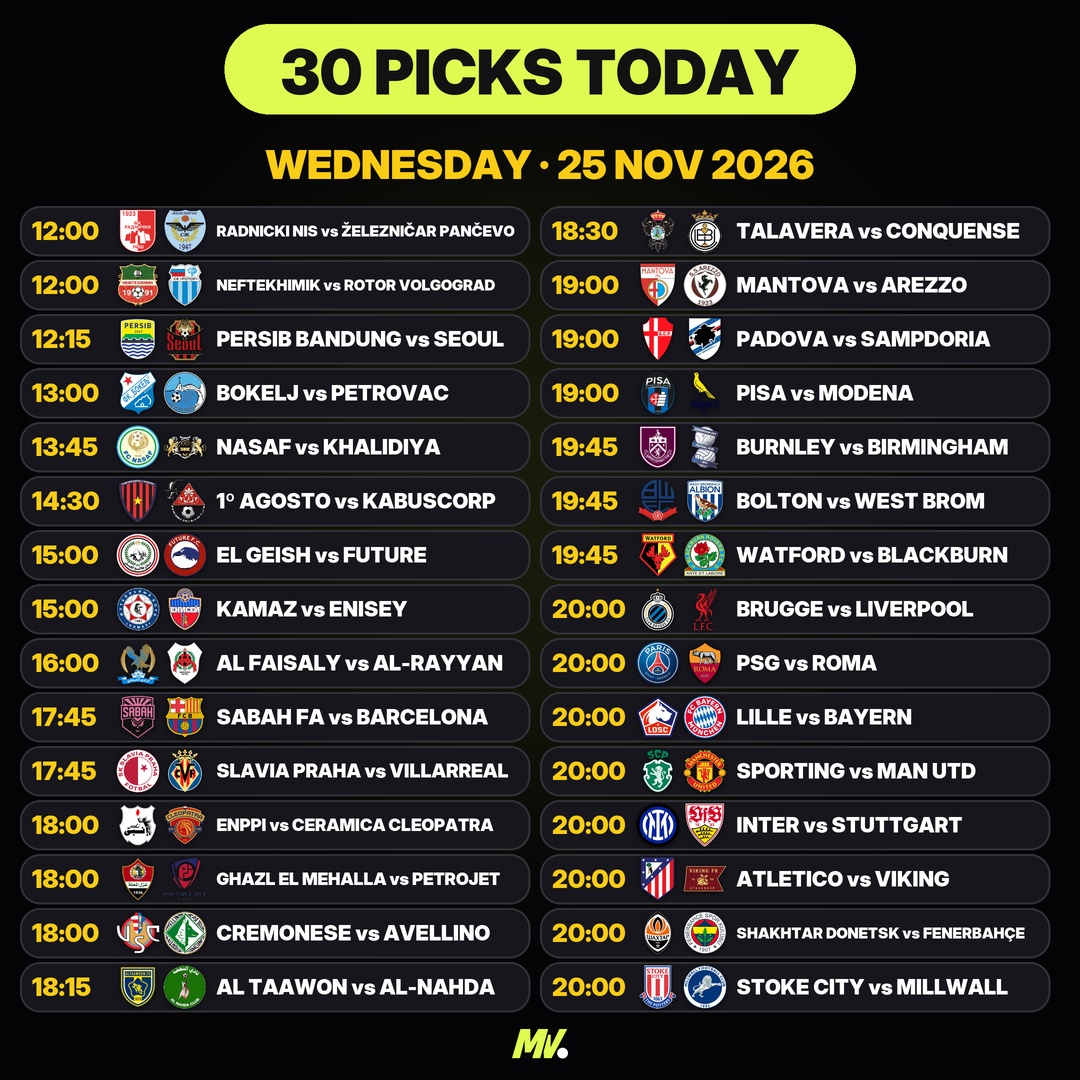 30 PICKS TODAY
WEDNESDAY · 25 NOV 2026
12:00 RADNICKI NIS vs ŽELEZNIČAR PANČEVO
12:00 NEFTEKHIMIK vs ROTOR VOLGOGRAD
12:15 PERSIB BANDUNG vs SEOUL
13:00 BOKELJ vs PETROVAC
13:45 NASAF vs KHALIDIYA
14:30 1º AGOSTO vs KABUSCORP
15:00 EL GEISH vs FUTURE
15:00 KAMAZ vs ENISEY
16:00 AL FAISALY vs AL-RAYYAN
17:45 SABAH FA vs BARCELONA
17:45 SLAVIA PRAHA vs VILLARREAL
18:00 ENPPI vs CERAMICA CLEOPATRA
18:00 GHAZL EL MEHALLA vs PETROJET
18:00 CREMONESE vs AVELLINO
18:15 AL TAAWON vs AL-NAHDA
18:30 TALAVERA vs CONQUENSE
19:00 MANTOVA vs AREZZO
19:00 PADOVA vs SAMPDORIA
19:00 PISA vs MODENA
19:45 BURNLEY vs BIRMINGHAM
19:45 BOLTON vs WEST BROM
19:45 WATFORD vs BLACKBURN
20:00 BRUGGE vs LIVERPOOL
20:00 PSG vs ROMA
20:00 LILLE vs BAYERN
20:00 SPORTING vs MAN UTD
20:00 INTER vs STUTTGART
20:00 ATLETICO vs VIKING
20:00 SHAKHTAR DONETSK vs FENERBAHÇE
20:00 STOKE CITY vs MILLWALL
MV.